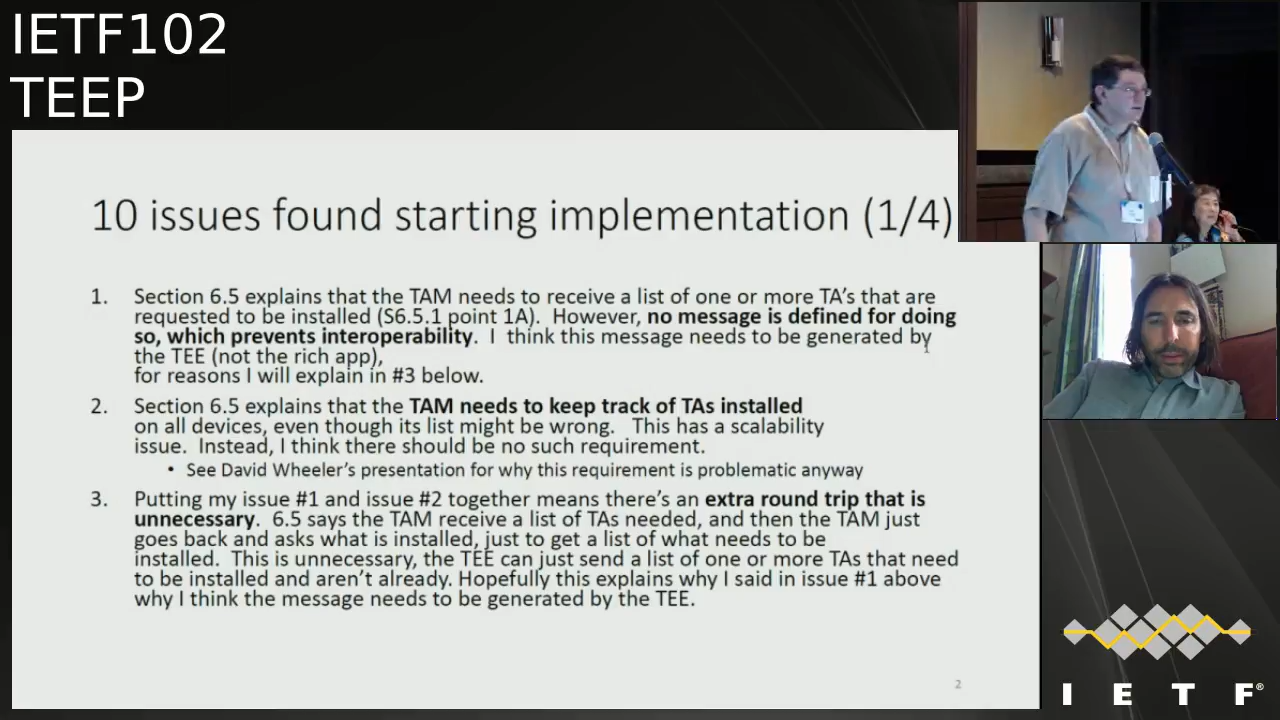 IETF102
TEEP
10 issues found starting implementation (1/4)
1. Section 6.5 explains that the TAM needs to receive a list of one or more TA's that are
requested to be installed (S6.5.1 point 1A). However, no message is defined for doing
so, which prevents interoperability. I think this message needs to be generated by
the TEE (not the rich app),
for reasons I will explain in #3 below.
2. Section 6.5 explains that the TAM needs to keep track of TAs installed
on all devices, even though its list might be wrong. This has a scalability
issue. Instead, I think there should be no such requirement.
• See David Wheeler's presentation for why this requirement is problematic anyway
3. Putting my issue #1 and issue #2 together means there's an extra round trip that is
unnecessary. 6.5 says the TAM receive a list of TAs needed, and then the TAM just
goes back and asks what is installed, just to get a list of what needs to be
installed. This is unnecessary, the TEE can just send a list of one or more TAs that need
to be installed and aren't already. Hopefully this explains why I said in issue #1 above
why I think the message needs to be generated by the TEE.
2
I E T F®